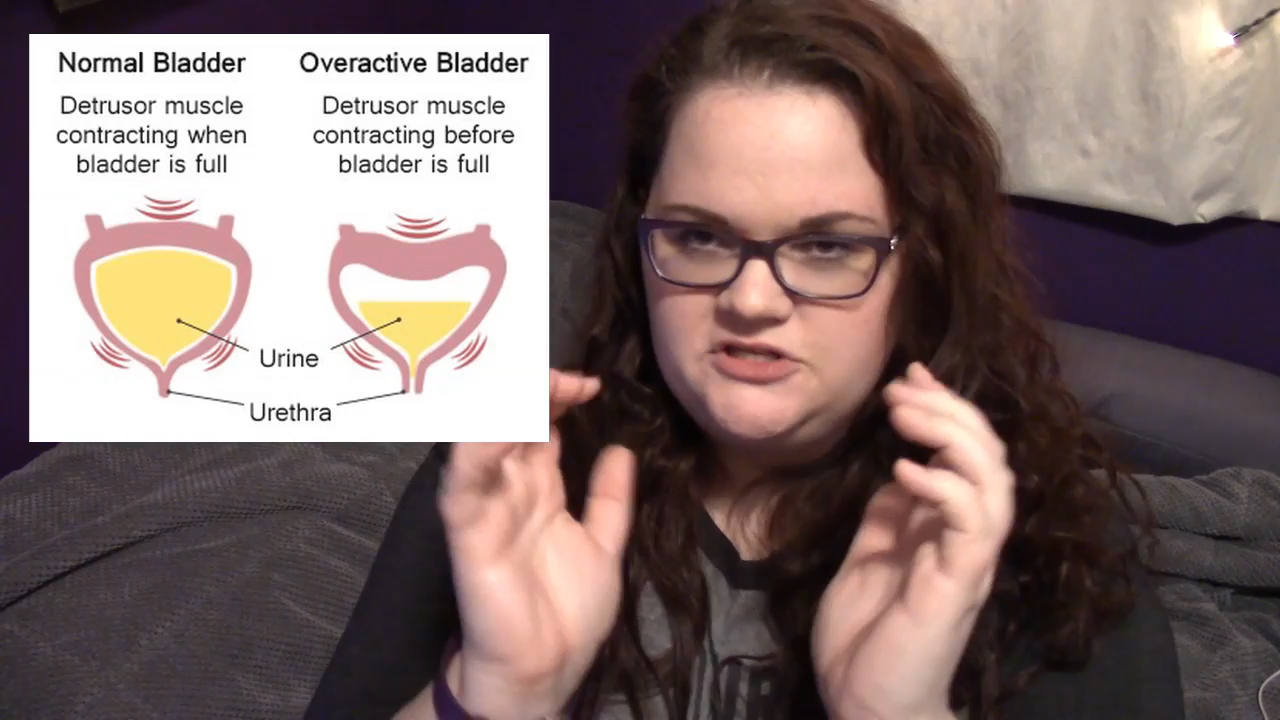 Normal Bladder
Detrusor muscle
contracting when
bladder is full
Overactive Bladder
Detrusor muscle
contracting before
bladder is full
Urine
Urethra